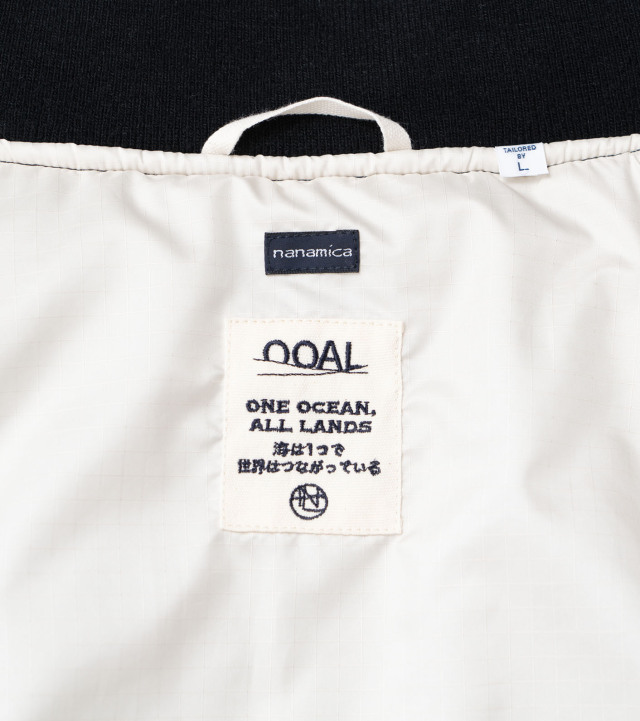 TAILORED
BY
L
nanamica
OOAL
ONE OCEAN,
ALL LANDS
海は1つで
世界はつながっている